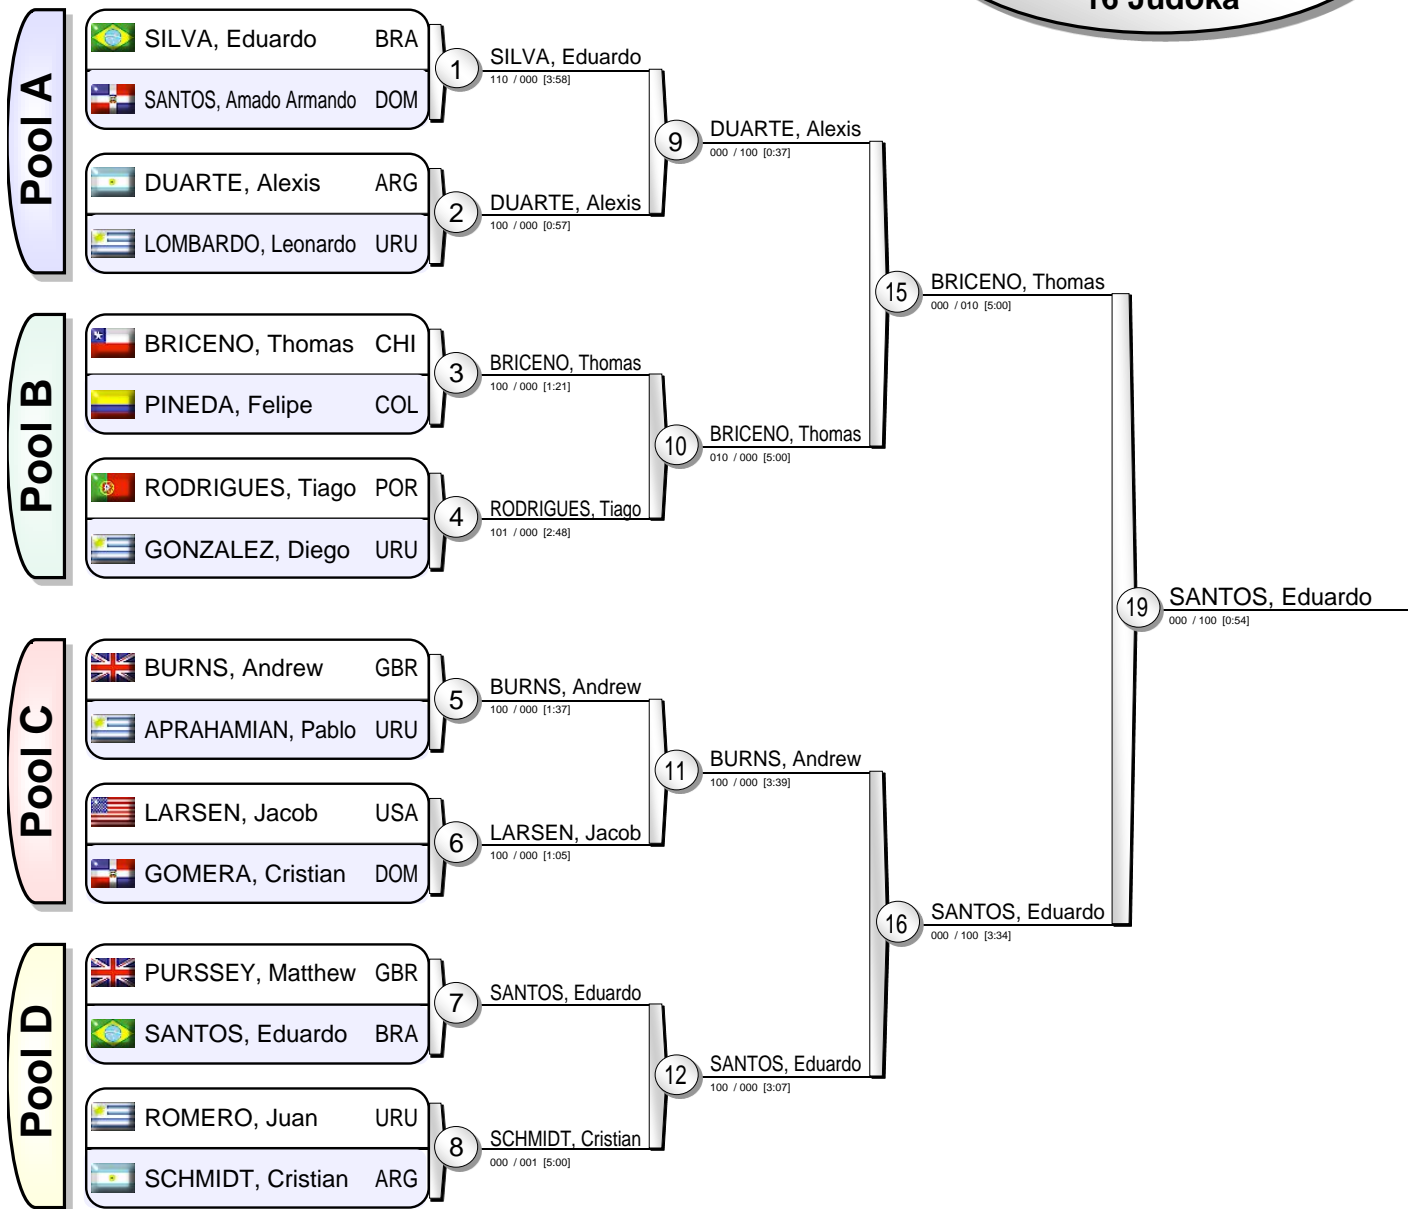 16 Judoka
Pool A
SILVA, Eduardo BRA
SANTOS, Amado Armando DOM
1
SILVA, Eduardo
110 / 000 [3:58]
DUARTE, Alexis ARG
LOMBARDO, Leonardo URU
2
DUARTE, Alexis
100 / 000 [0:57]
9
DUARTE, Alexis
000 / 100 [0:37]
Pool B
BRICENO, Thomas CHI
PINEDA, Felipe COL
3
BRICENO, Thomas
100 / 000 [1:21]
RODRIGUES, Tiago POR
GONZALEZ, Diego URU
4
RODRIGUES, Tiago
101 / 000 [2:48]
10
BRICENO, Thomas
010 / 000 [5:00]
15
BRICENO, Thomas
000 / 010 [5:00]
Pool C
BURNS, Andrew GBR
APRAHAMIAN, Pablo URU
5
BURNS, Andrew
100 / 000 [1:37]
LARSEN, Jacob USA
GOMERA, Cristian DOM
6
LARSEN, Jacob
100 / 000 [1:05]
11
BURNS, Andrew
100 / 000 [3:39]
Pool D
PURSSEY, Matthew GBR
SANTOS, Eduardo BRA
7
SANTOS, Eduardo
ROMERO, Juan URU
SCHMIDT, Cristian ARG
8
SCHMIDT, Cristian
000 / 001 [5:00]
12
SANTOS, Eduardo
100 / 000 [3:07]
16
SANTOS, Eduardo
000 / 100 [3:34]
19
SANTOS, Eduardo
000 / 100 [0:54]